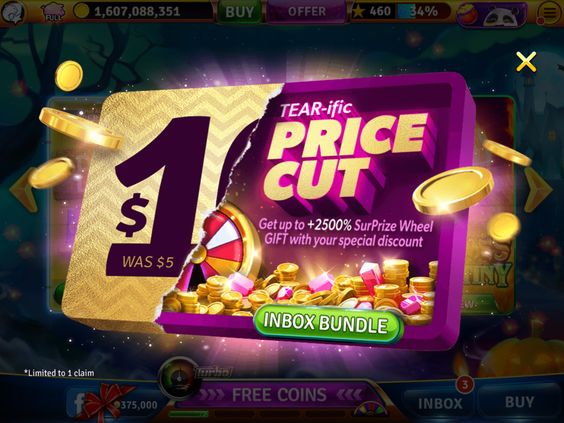 FULL
1,607,088,351
BUY
OFFER
460
34%
TEAR-ific
PRICE
CUT
$1
WAS $5
Get up to +2500% SurPrize Wheel
GIFT with your special discount
INBOX BUNDLE
*Limited to 1 claim
375,000
FREE COINS
INBOX
3
BUY